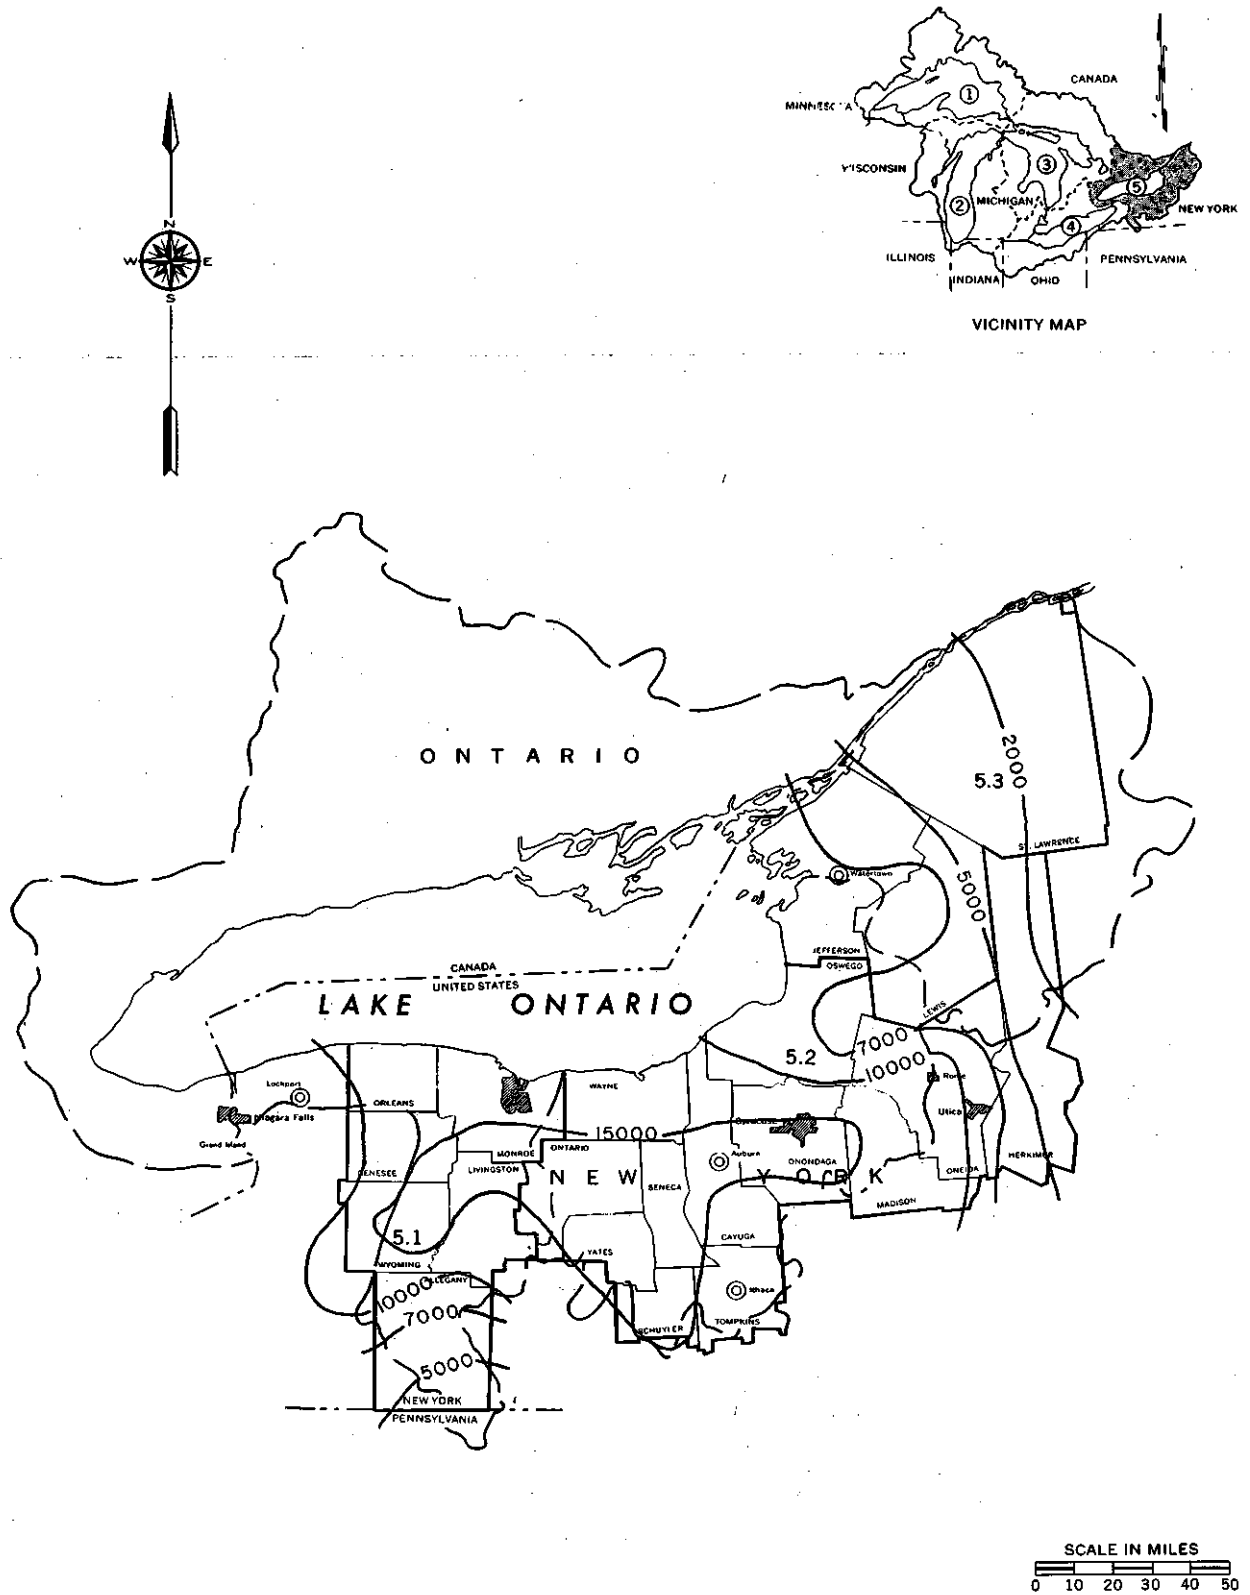 CANADA
MINNES
①
WISCONSIN
③
⑤
② MICHIGAN
NEW YORK
④
ILLINOIS
PENNSYLVANIA
INDIANA
OHIO
VICINITY MAP
N
W E
S
ONTARIO
2000
5.3
ST. LAWRENCE
Watertown
5000
JEFFERSON
OSWEGO
CANADA
UNITED STATES
LAKE ONTARIO
LEWIS
7000
5.2
10000
Rome
Lockport
WAYNE
ORLEANS
Niagara Falls
Utica
Grand Island
15000
Syracuse
MONROE
ONTARIO
Auburn
ONONDAGA
HERKIMER
GENESEE
LIVINGSTON
ONEIDA
NEW YORK
SENECA
MADISON
5.1
CAYUGA
YATES
WYOMING
ALLEGANY
10000
Ithaca
7000
SCHUYLER
TOMPKINS
5000
NEW YORK
PENNSYLVANIA
SCALE IN MILES
0 10 20 30 40 50